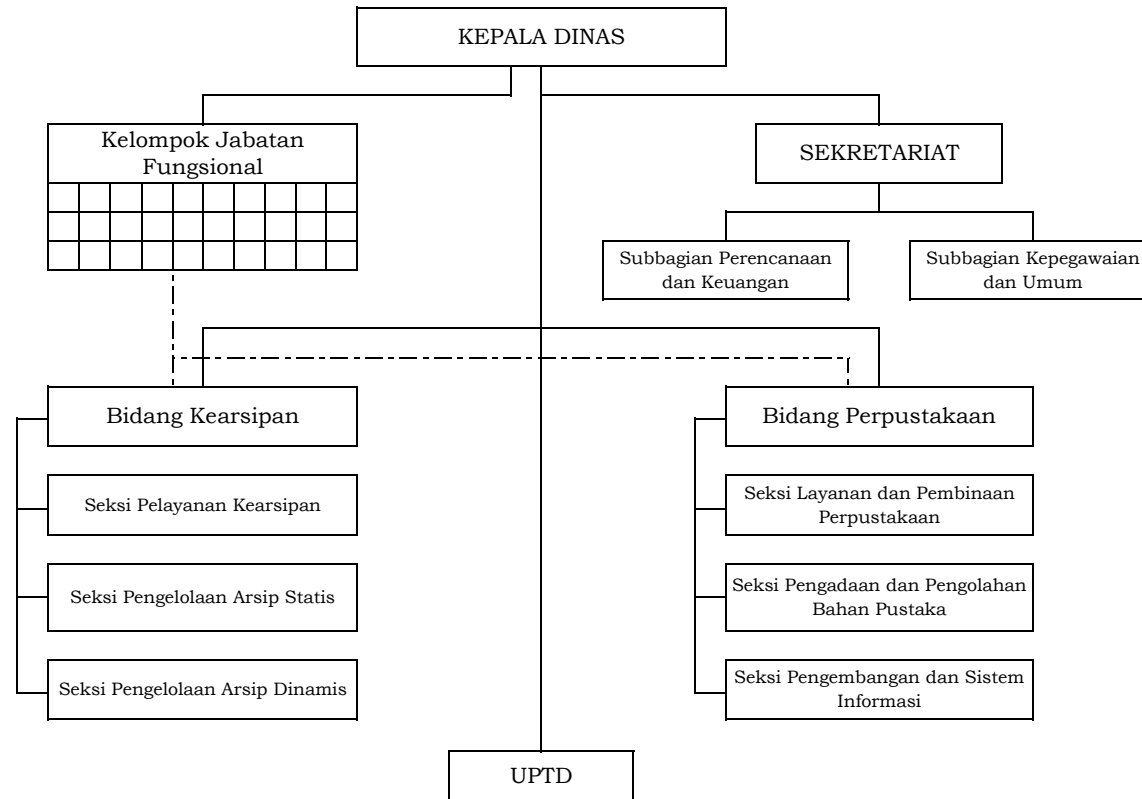 KEPALA DINAS
Kelompok Jabatan
Fungsional
SEKRETARIAT
Subbagian Perencanaan
dan Keuangan
Subbagian Kepegawaian
dan Umum
Bidang Kearsipan
Bidang Perpustakaan
Seksi Pelayanan Kearsipan
Seksi Layanan dan Pembinaan
Perpustakaan
Seksi Pengelolaan Arsip Statis
Seksi Pengadaan dan Pengolahan
Bahan Pustaka
Seksi Pengelolaan Arsip Dinamis
Seksi Pengembangan dan Sistem
Informasi
UPTD